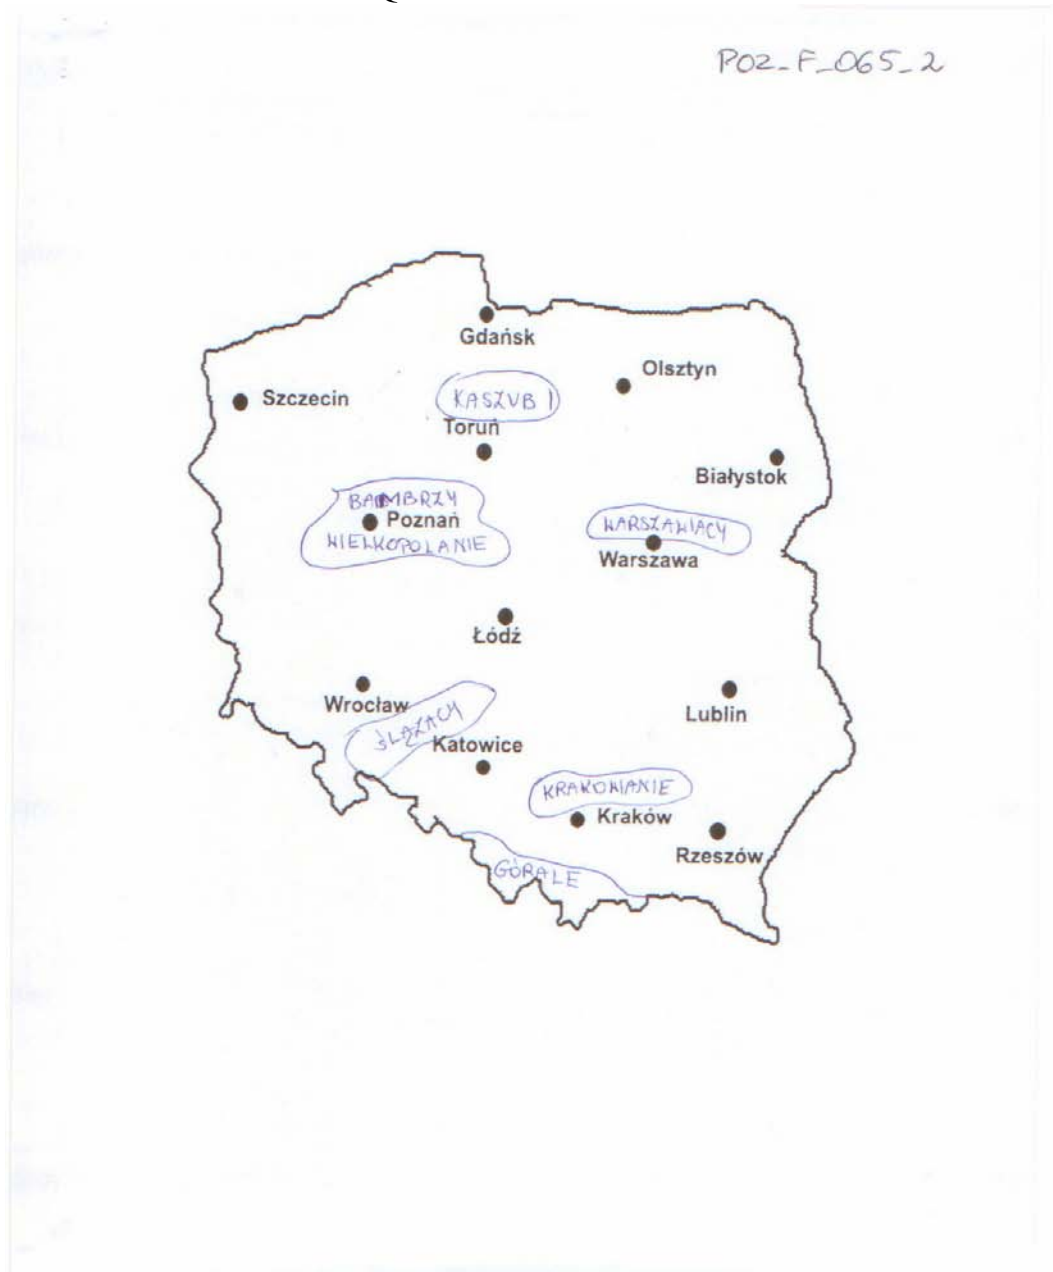 POZ_F_065_2
Gdańsk
Olsztyn
Szczecin
KASZUBI
Toruń
Białystok
BAMBRZY
Poznań
WIELKOPOLANIE
WARSZAWIACY
Warszawa
Łódź
Wrocław
Lublin
ŚLĄZACY
Katowice
KRAKOWIANIE
Kraków
Rzeszów
GÓRALE